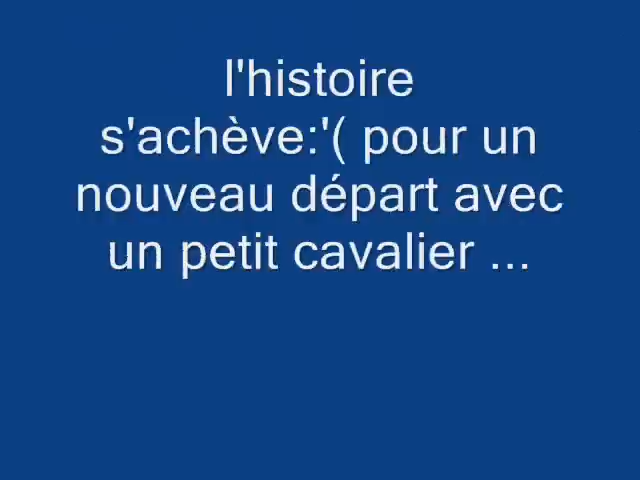 l'histoire
s'achève:'( pour un
nouveau départ avec
un petit cavalier ...